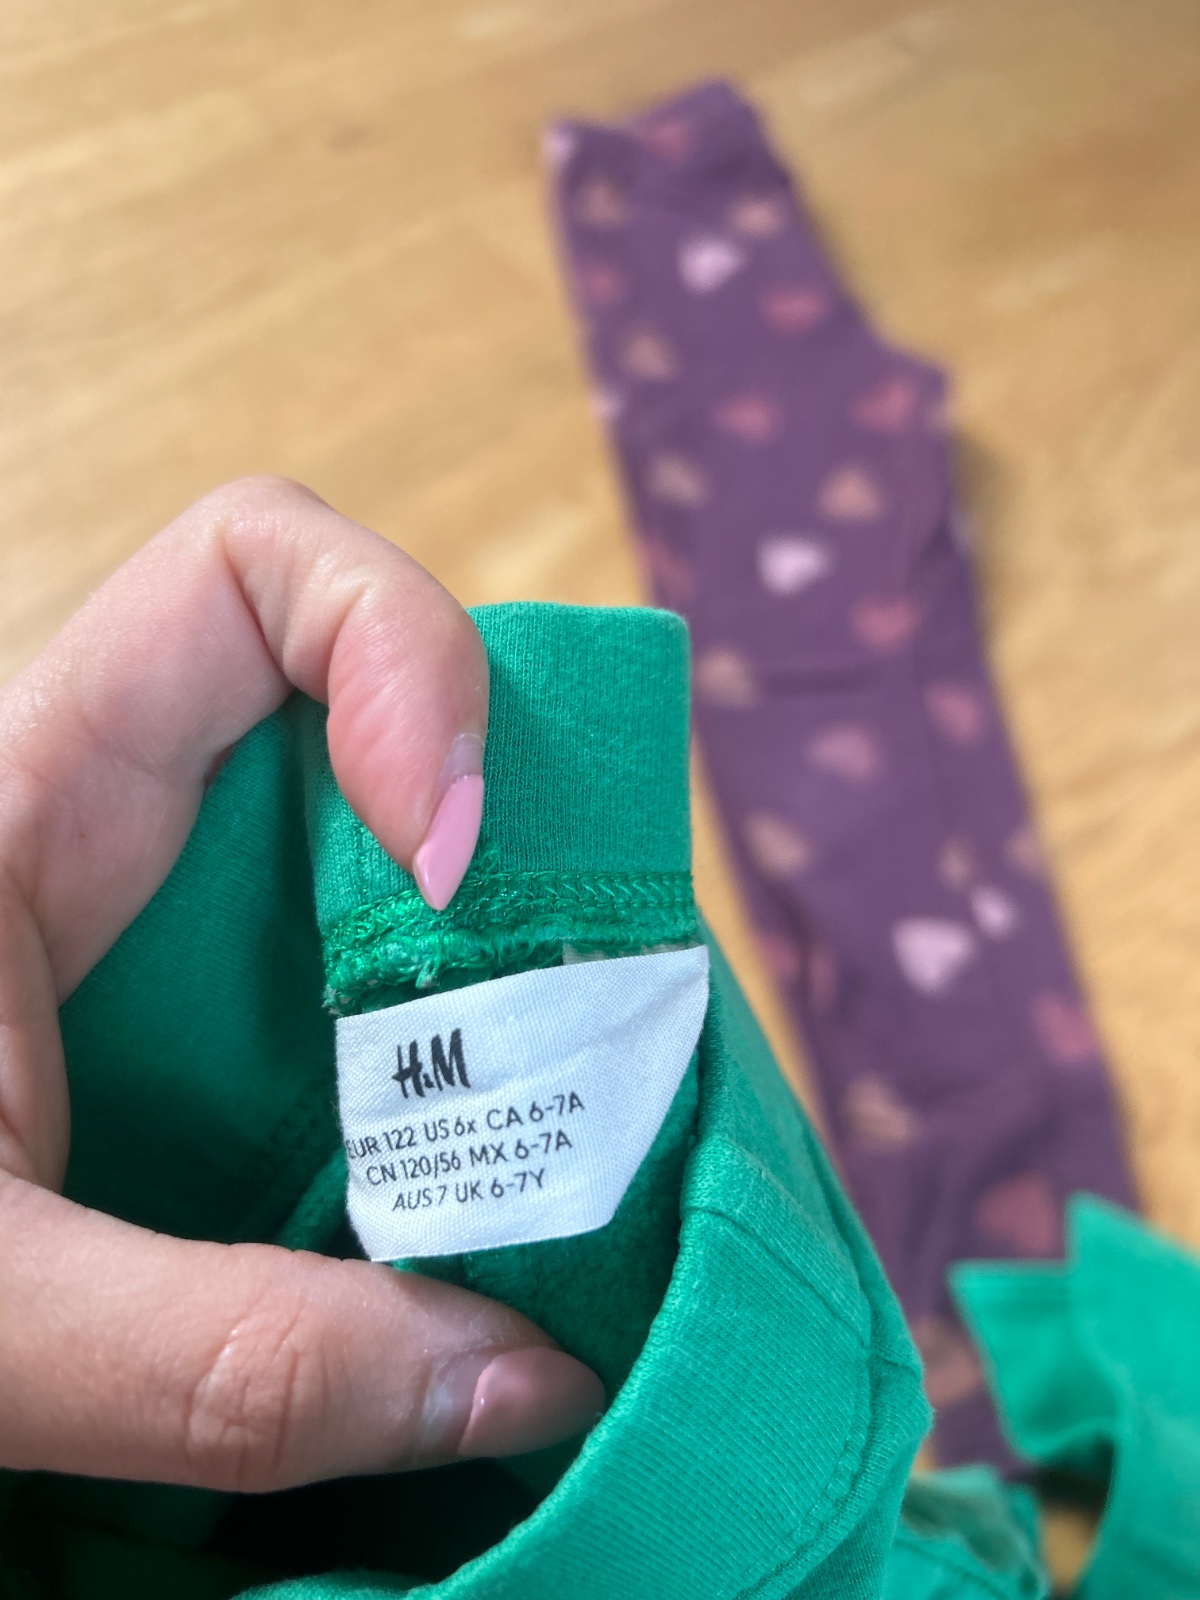 H&M
EUR 122 US 6x CA 6-7A
CN 120/56 MX 6-7A
AUS 7 UK 6-7Y